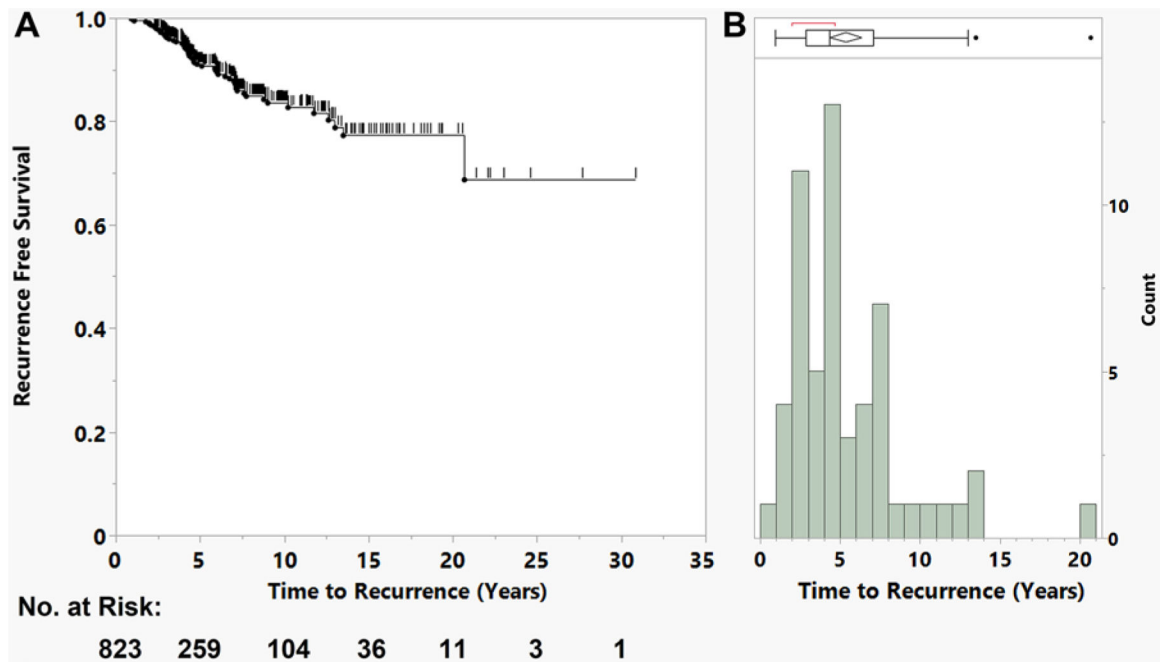 A
1.0
0.8
0.6
0.4
0.2
0
Recurrence Free Survival
0 5 10 15 20 25 30 35
Time to Recurrence (Years)
No. at Risk:
823 259 104 36 11 3 1
B
10
5
0
Count
0 5 10 15 20
Time to Recurrence (Years)